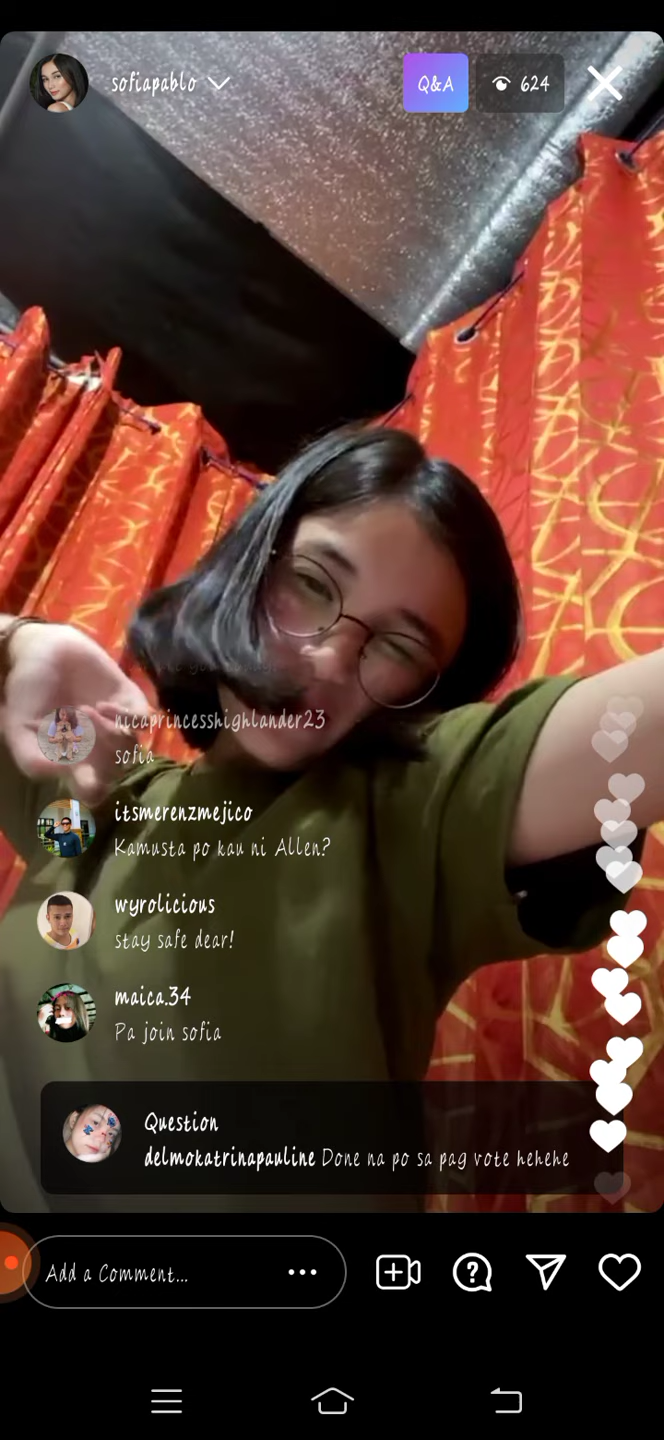 sofiapablo
Q&A
624
nicaprincesshighlander23
sofia
itsmerenzmejico
Kamusta po kau ni Allen?
wyrolicious
stay safe dear!
maica.34
Pa join sofia
Question
delmokatrinapauline Done na po sa pag vote hehehe
Add a Comment...